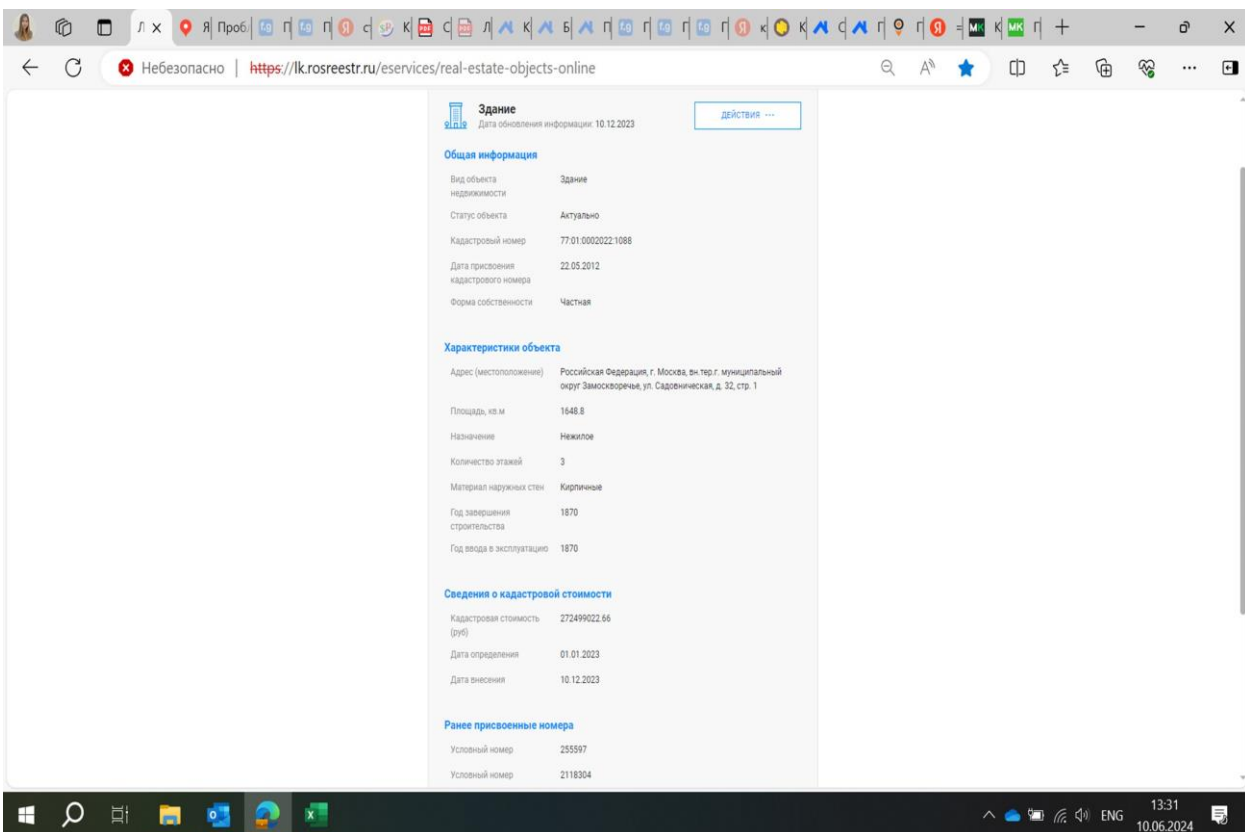 Л
Я
Проб
П
П
с
К
С
Л
К
Б
П
П
П
П
К
К
С
П
П
К
П
Небезопасно | https://lk.rosreestr.ru/eservices/real-estate-objects-online
Здание
Дата обновления информации: 10.12.2023
ДЕЙСТВИЯ ···
Общая информация
Вид объекта Здание
недвижимости
Статус объекта Актуально
Кадастровый номер 77:01:0002022:1088
Дата присвоения 22.05.2012
кадастрового номера
Форма собственности Частная
Характеристики объекта
Адрес (местоположение) Российская Федерация, г. Москва, вн.тер.г. муниципальный
округ Замоскворечье, ул. Садовническая, д. 32, стр. 1
Площадь, кв.м 1648.8
Назначение Нежилое
Количество этажей 3
Материал наружных стен Кирпичные
Год завершения 1870
строительства
Год ввода в эксплуатацию 1870
Сведения о кадастровой стоимости
Кадастровая стоимость 272499022.66
(руб)
Дата определения 01.01.2023
Дата внесения 10.12.2023
Ранее присвоенные номера
Условный номер 255597
Условный номер 2118304
ENG
13:31
10.06.2024